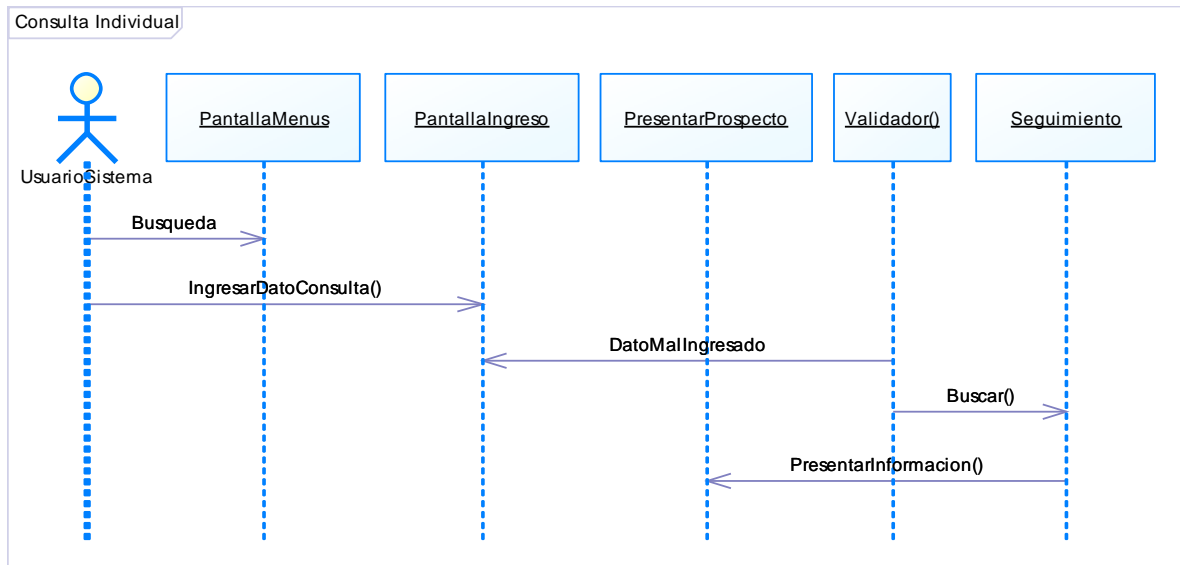 Consulta Individual
PantallaMenus
PantallaIngreso
PresentarProspecto
Validador()
Seguimiento
UsuarioSistema
Busqueda
IngresarDatoConsulta()
DatoMalIngresado
Buscar()
PresentarInformacion()